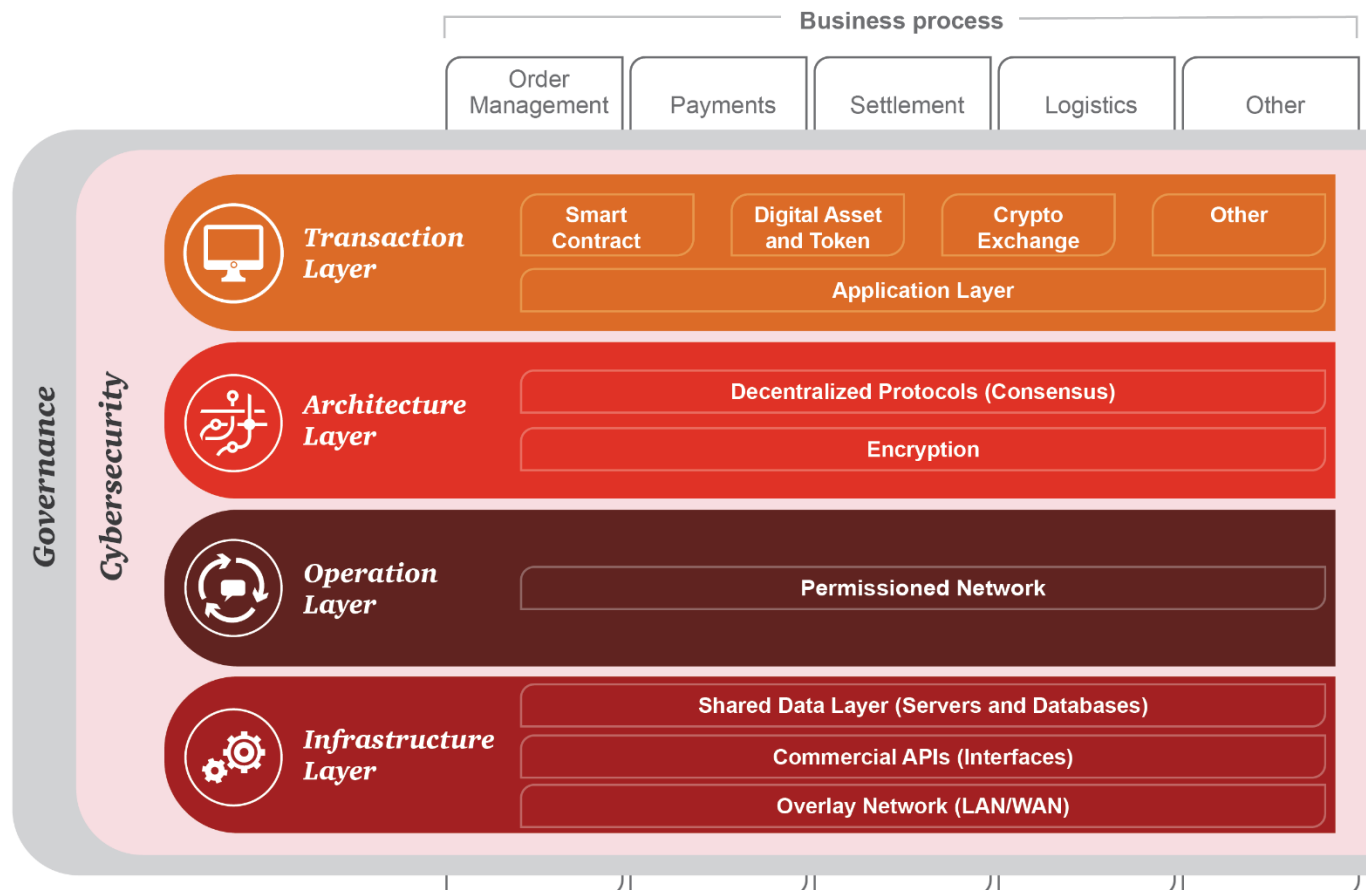 Business process
Order
Management
Payments
Settlement
Logistics
Other
Governance
Cybersecurity
Transaction
Layer
Smart
Contract
Digital Asset
and Token
Crypto
Exchange
Other
Application Layer
Architecture
Layer
Decentralized Protocols (Consensus)
Encryption
Operation
Layer
Permissioned Network
Infrastructure
Layer
Shared Data Layer (Servers and Databases)
Commercial APIs (Interfaces)
Overlay Network (LAN/WAN)